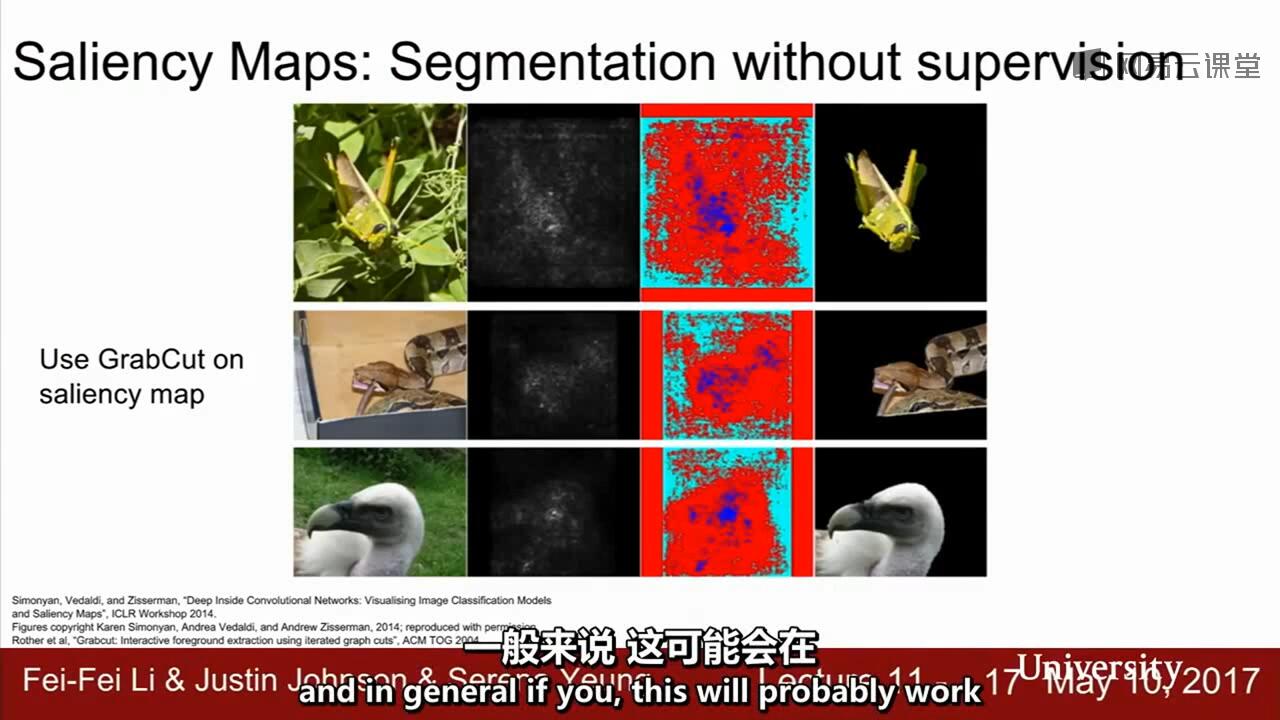 Saliency Maps: Segmentation without supervision
网易云课堂
Use GrabCut on
saliency map
Simonyan, Vedaldi, and Zisserman, “Deep Inside Convolutional Networks: Visualising Image Classification Models
and Saliency Maps”, ICLR Workshop 2014.
Figures copyright Karen Simonyan, Andrea Vedaldi, and Andrew Zisserman, 2014; reproduced with permission.
Rother et al, “Grabcut: Interactive foreground extraction using iterated graph cuts”, ACM TOG 2004
一般来说 这可能会在
Fei-Fei Li & Justin Johnson & Serena Yeung Lecture 11 - 17 May 10, 2017
University
and in general if you, this will probably work